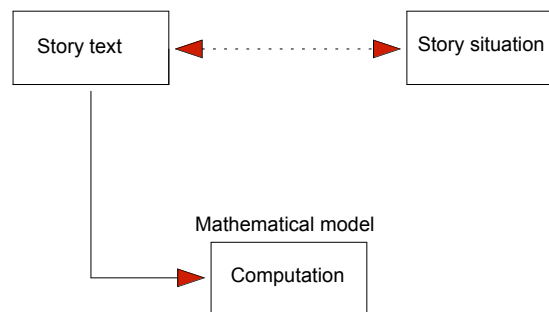 Story text
Story situation
Mathematical model
Computation